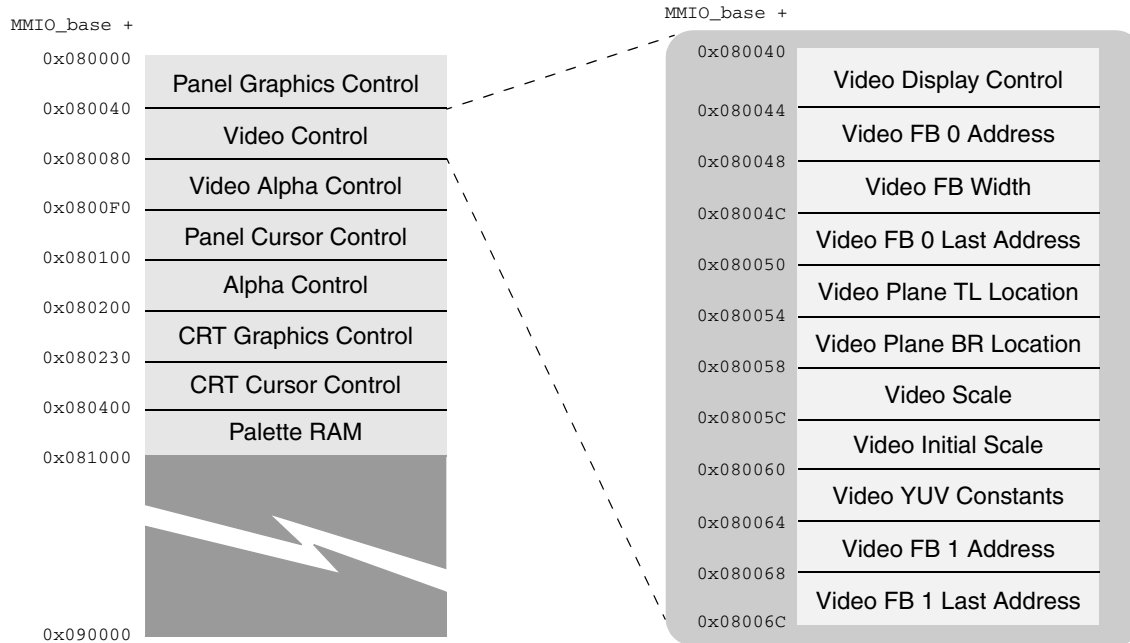 MMIO_base +
0x080000
Panel Graphics Control
0x080040
Video Control
0x080080
Video Alpha Control
0x0800F0
Panel Cursor Control
0x080100
Alpha Control
0x080200
CRT Graphics Control
0x080230
CRT Cursor Control
0x080400
Palette RAM
0x081000
0x090000
MMIO_base +
0x080040
Video Display Control
0x080044
Video FB 0 Address
0x080048
Video FB Width
0x08004C
Video FB 0 Last Address
0x080050
Video Plane TL Location
0x080054
Video Plane BR Location
0x080058
Video Scale
0x08005C
Video Initial Scale
0x080060
Video YUV Constants
0x080064
Video FB 1 Address
0x080068
Video FB 1 Last Address
0x08006C